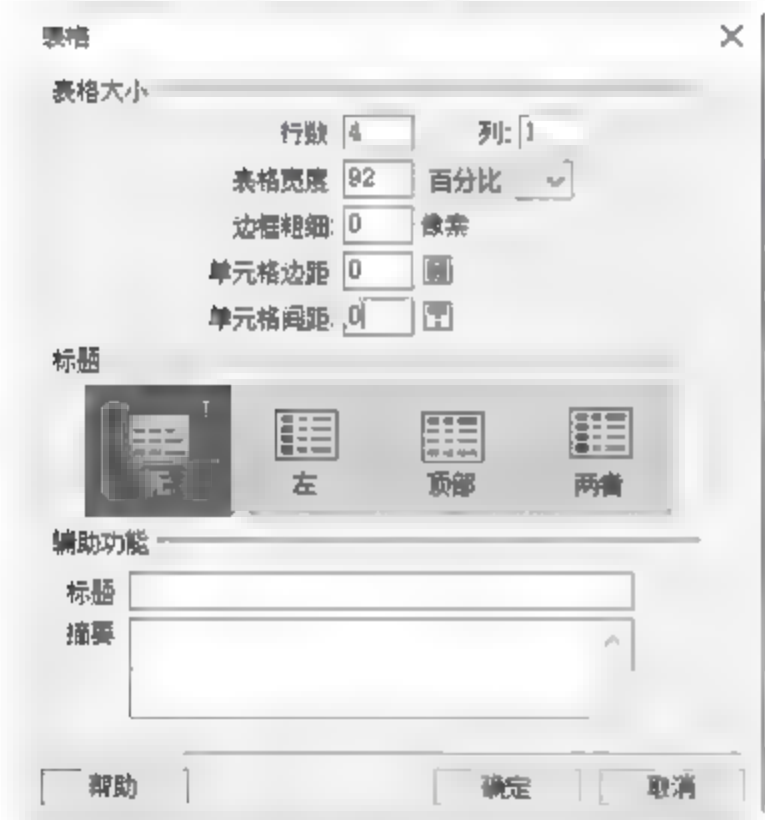 表格
表格大小
行数 4 列: 1
表格宽度 92 百分比
边框粗细: 0 像素
单元格边距 0
单元格间距: 0
标题
左 顶部 两者
辅助功能
标题
摘要
帮助 确定 取消